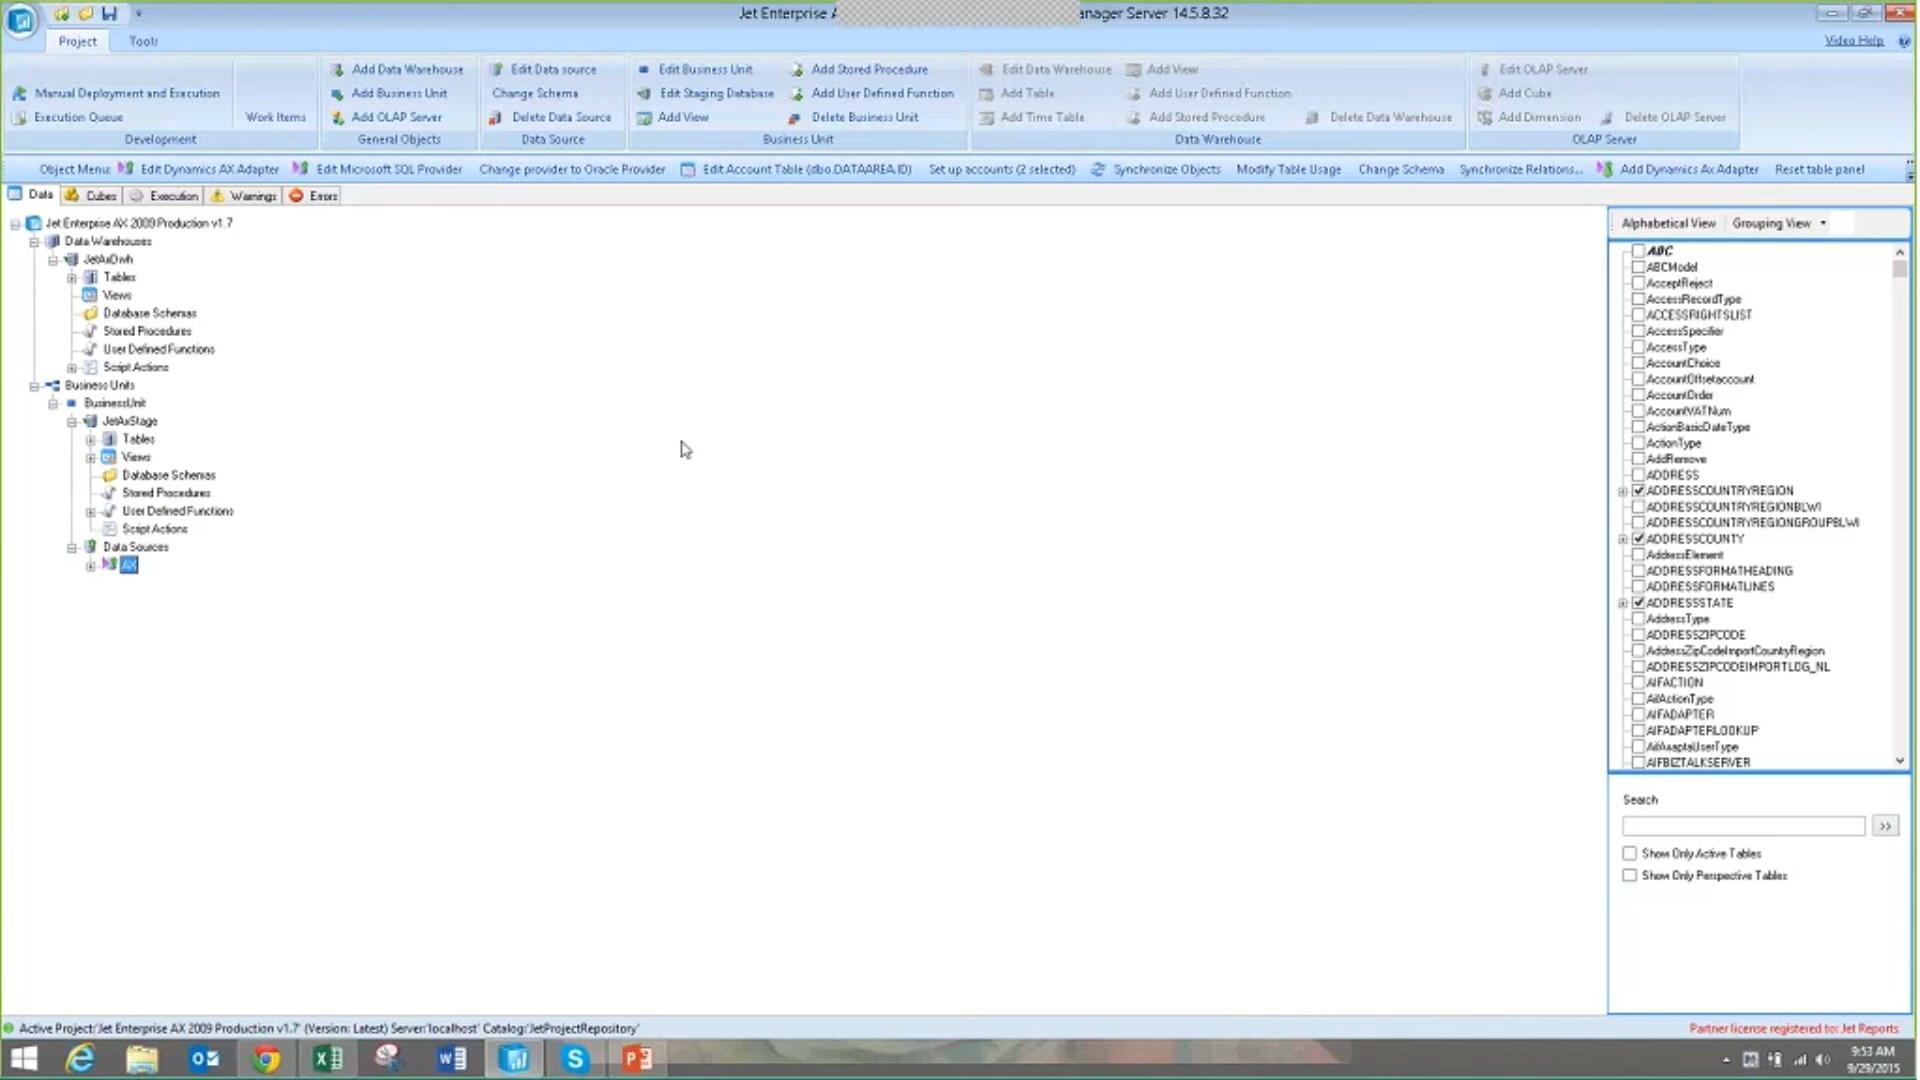 Jet Enterprise A
anager Server 14.5.8.32
Project
Tools
Video Help
Manual Deployment and Execution
Execution Queue
Work Items
Development
Add Data Warehouse
Add Business Unit
Add OLAP Server
General Objects
Edit Data source
Change Schema
Delete Data Source
Data Source
Edit Business Unit
Edit Staging Database
Add View
Add Stored Procedure
Add User Defined Function
Delete Business Unit
Business Unit
Edit Data Warehouse
Add Table
Add Time Table
Add View
Add User Defined Function
Add Stored Procedure
Delete Data Warehouse
Data Warehouse
Edit OLAP Server
Add Cube
Add Dimension
Delete OLAP Server
OLAP Server
Object Menu: Edit Dynamics AX Adapter Edit Microsoft SQL Provider Change provider to Oracle Provider Edit Account Table (dbo.DATAAREA.ID) Set up accounts (2 selected) Synchronize Objects Modify Table Usage Change Schema Synchronize Relations... Add Dynamics Ax Adapter Reset table panel
Data Cubes Execution Warnings Errors
Jet Enterprise AX 2009 Production v1.7
Data Warehouses
JetAxDwh
Tables
Views
Database Schemas
Stored Procedures
User Defined Functions
Script Actions
Business Units
BusinessUnit
JetAxStage
Tables
Views
Database Schemas
Stored Procedures
User Defined Functions
Script Actions
Data Sources
AX
Alphabetical View Grouping View
ABC
ABCModel
AcceptReject
AccessRecordType
ACCESSRIGHTSLIST
AccessSpecifier
AccessType
AccountChoice
AccountOffsetaccount
AccountOrder
AccountVATNum
ActionBasicDateType
ActionType
AddRemove
ADDRESS
ADDRESSCOUNTRYREGION
ADDRESSCOUNTRYREGIONBLWI
ADDRESSCOUNTRYREGIONGROUPBLWI
ADDRESSCOUNTY
AddressElement
ADDRESSFORMATHEADING
ADDRESSFORMATLINES
ADDRESSSTATE
AddressType
ADDRESSZIPCODE
AddressZipCodeImportCountryRegion
ADDRESSZIPCODEIMPORTLOG_NL
AIFACTION
AifActionType
AIFADAPTER
AIFADAPTERLOOKUP
AifAxaptaUserType
AIFBIZTALKSERVER
Search
>>
Show Only Active Tables
Show Only Perspective Tables
Active Project:'Jet Enterprise AX 2009 Production v1.7' (Version: Latest) Server:'localhost' Catalog:'JetProjectRepository'
Partner license registered to: Jet Reports
9:53 AM
9/29/2015